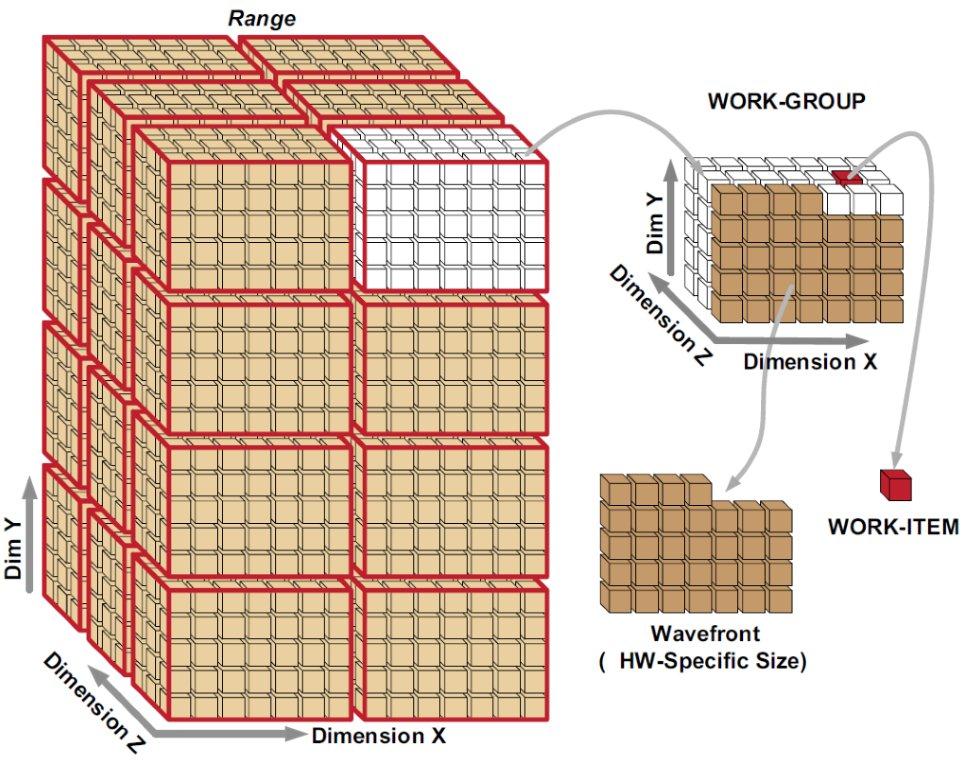 Range
WORK-GROUP
Dim Y
Dimension Z
Dimension X
WORK-ITEM
Wavefront
( HW-Specific Size)
Dim Y
Dimension Z
Dimension X